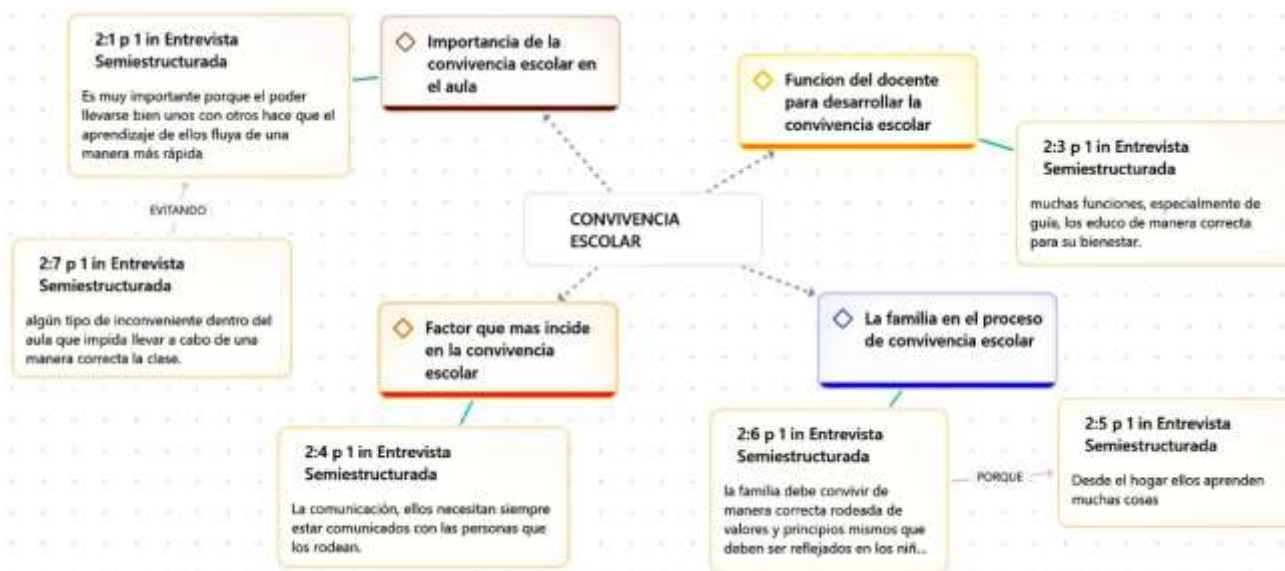 2:1 p 1 in Entrevista
Semiestructurada
Es muy importante porque el poder
llevarse bien unos con otros hace que el
aprendizaje de ellos fluya de una
manera más rápida
Importancia de la
convivencia escolar en
el aula
Funcion del docente
para desarrollar la
convivencia escolar
2:3 p 1 in Entrevista
Semiestructurada
muchas funciones, especialmente de
guía, los educo de manera correcta
para su bienestar.
EVITANDO
CONVIVENCIA
ESCOLAR
2:7 p 1 in Entrevista
Semiestructurada
algún tipo de inconveniente dentro del
aula que impida llevar a cabo de una
manera correcta la clase.
Factor que mas incide
en la convivencia
escolar
La familia en el proceso
de convivencia escolar
2:4 p 1 in Entrevista
Semiestructurada
La comunicación, ellos necesitan siempre
estar comunicados con las personas que
los rodean.
2:6 p 1 in Entrevista
Semiestructurada
la familia debe convivir de
manera correcta rodeada de
valores y principios mismos que
deben ser reflejados en los niñ...
PORQUE
2:5 p 1 in Entrevista
Semiestructurada
Desde el hogar ellos aprenden
muchas cosas